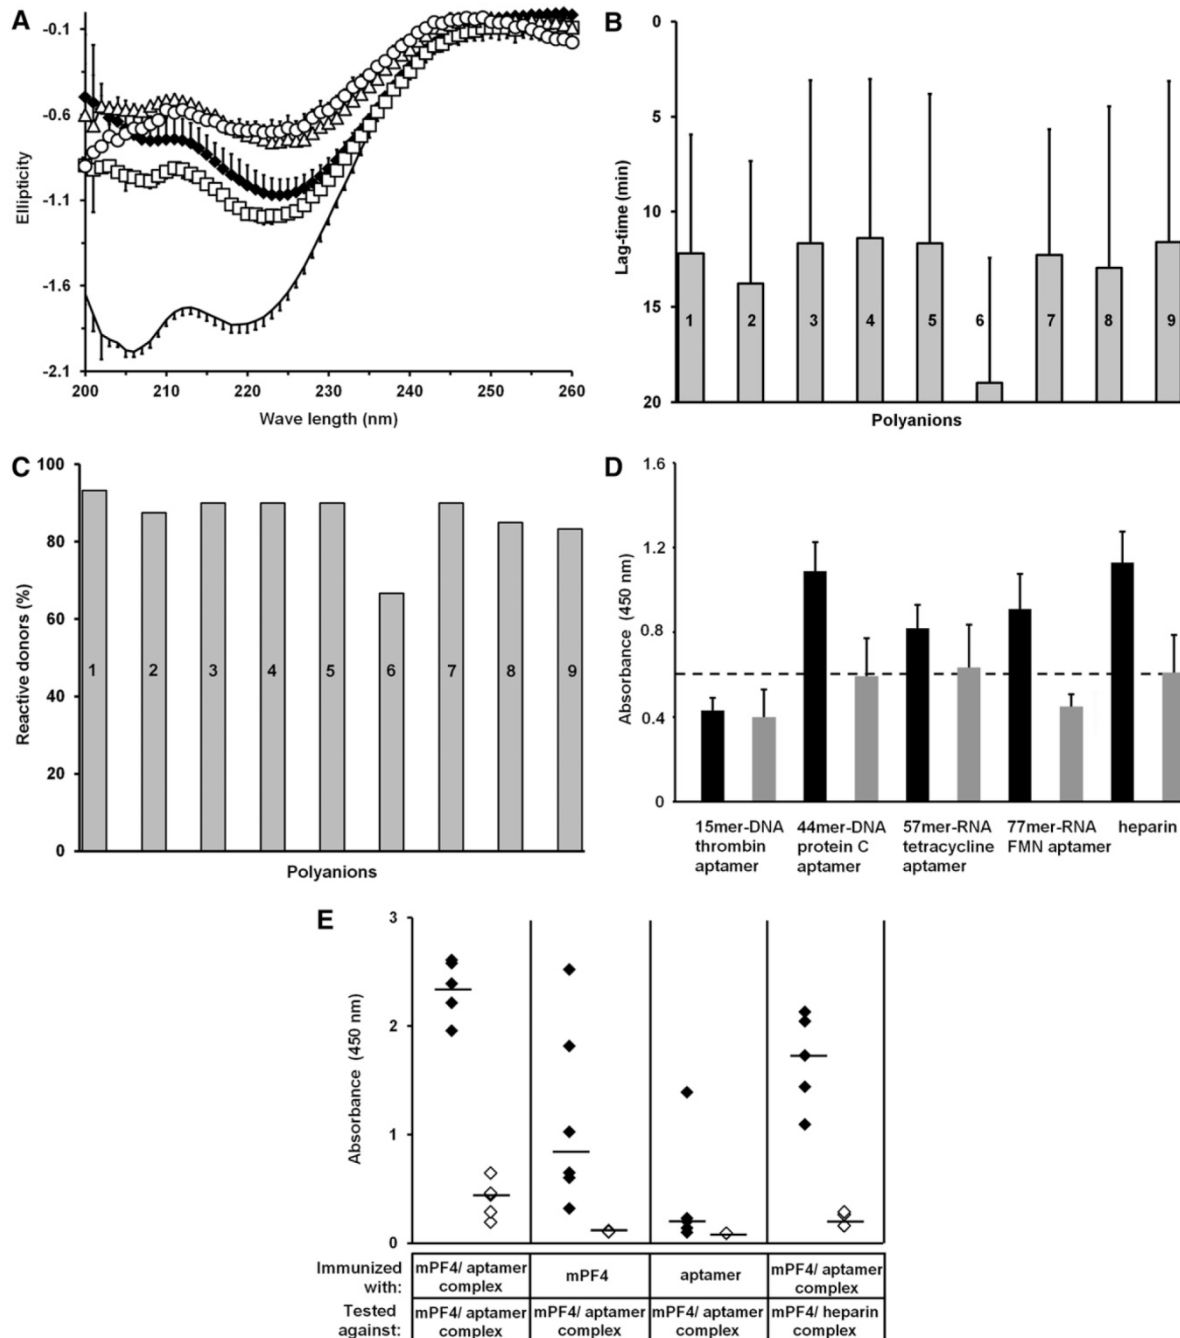 A
-0.1
-0.6
-1.1
-1.6
-2.1
Ellipticity
200 210 220 230 240 250 260
Wave length (nm)
B
0
5
10
15
20
Lag-time (min)
1 2 3 4 5 6 7 8 9
Polyanions
C
100
80
60
40
20
0
Reactive donors (%)
1 2 3 4 5 6 7 8 9
Polyanions
D
1.6
1.2
0.8
0.4
0
Absorbance (450 nm)
15mer-DNA 44mer-DNA 57mer-RNA 77mer-RNA heparin
thrombin protein C tetracycline FMN aptamer
aptamer aptamer aptamer
E
3
2
1
0
Absorbance (450 nm)
Immunized with: mPF4/ aptamer complex mPF4 aptamer mPF4/ aptamer complex
Tested against: mPF4/ aptamer complex mPF4/ aptamer complex mPF4/ aptamer complex mPF4/ heparin complex